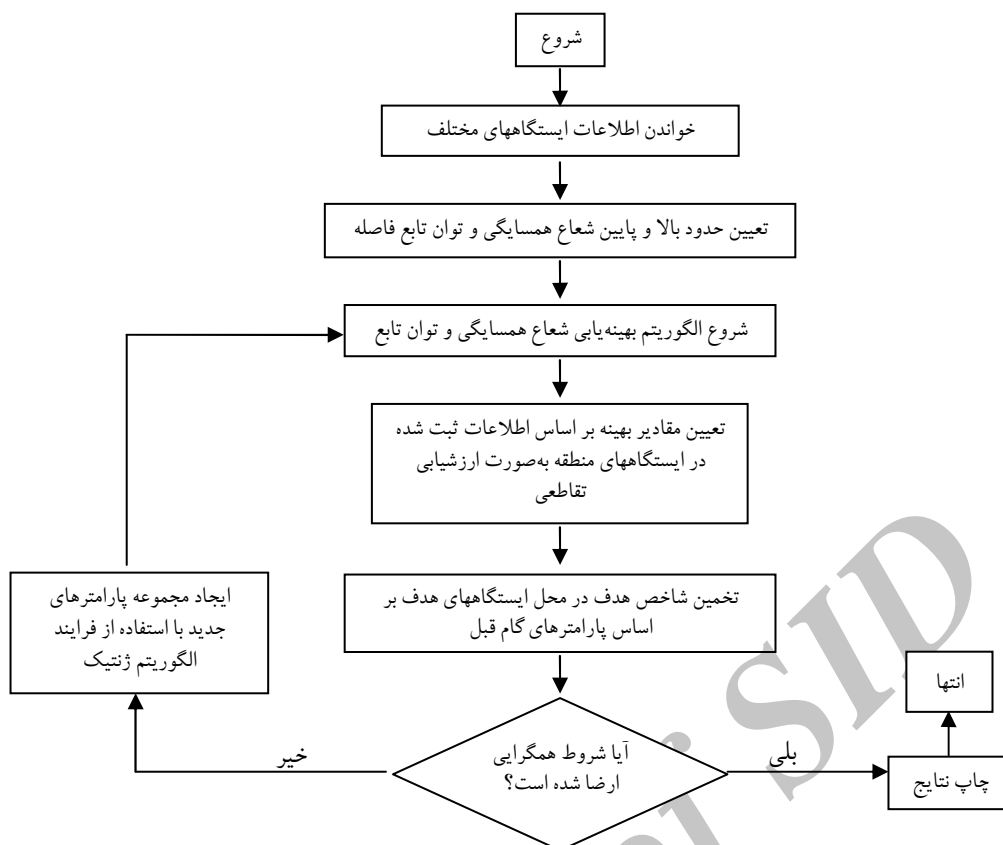 شروع
خواندن اطلاعات ایستگاههای مختلف
تعیین حدود بالا و پایین شعاع همسایگی و توان تابع فاصله
شروع الگوریتم بهینه‌یابی شعاع همسایگی و توان تابع
تعیین مقادیر بهینه بر اساس اطلاعات ثبت شده
در ایستگاههای منطقه به‌صورت ارزشیابی
تقاطعی
تخمین شاخص هدف در محل ایستگاههای هدف بر
اساس پارامترهای گام قبل
ایجاد مجموعه پارامترهای
جدید با استفاده از فرایند
الگوریتم ژنتیک
آیا شروط همگرایی
ارضا شده است؟
خیر
بلی
چاپ نتایج
انتها
SID